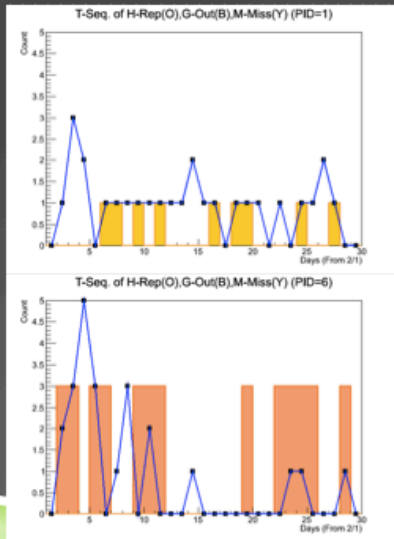 T-Seq. of H-Rep(O),G-Out(B),M-Miss(Y) (PID=1)
Count
5
4.5
4
3.5
3
2.5
2
1.5
1
0.5
0
5 10 15 20 25 30
Days (From 2/1)
T-Seq. of H-Rep(O),G-Out(B),M-Miss(Y) (PID=6)
Count
5
4.5
4
3.5
3
2.5
2
1.5
1
0.5
0
5 10 15 20 25 30
Days (From 2/1)